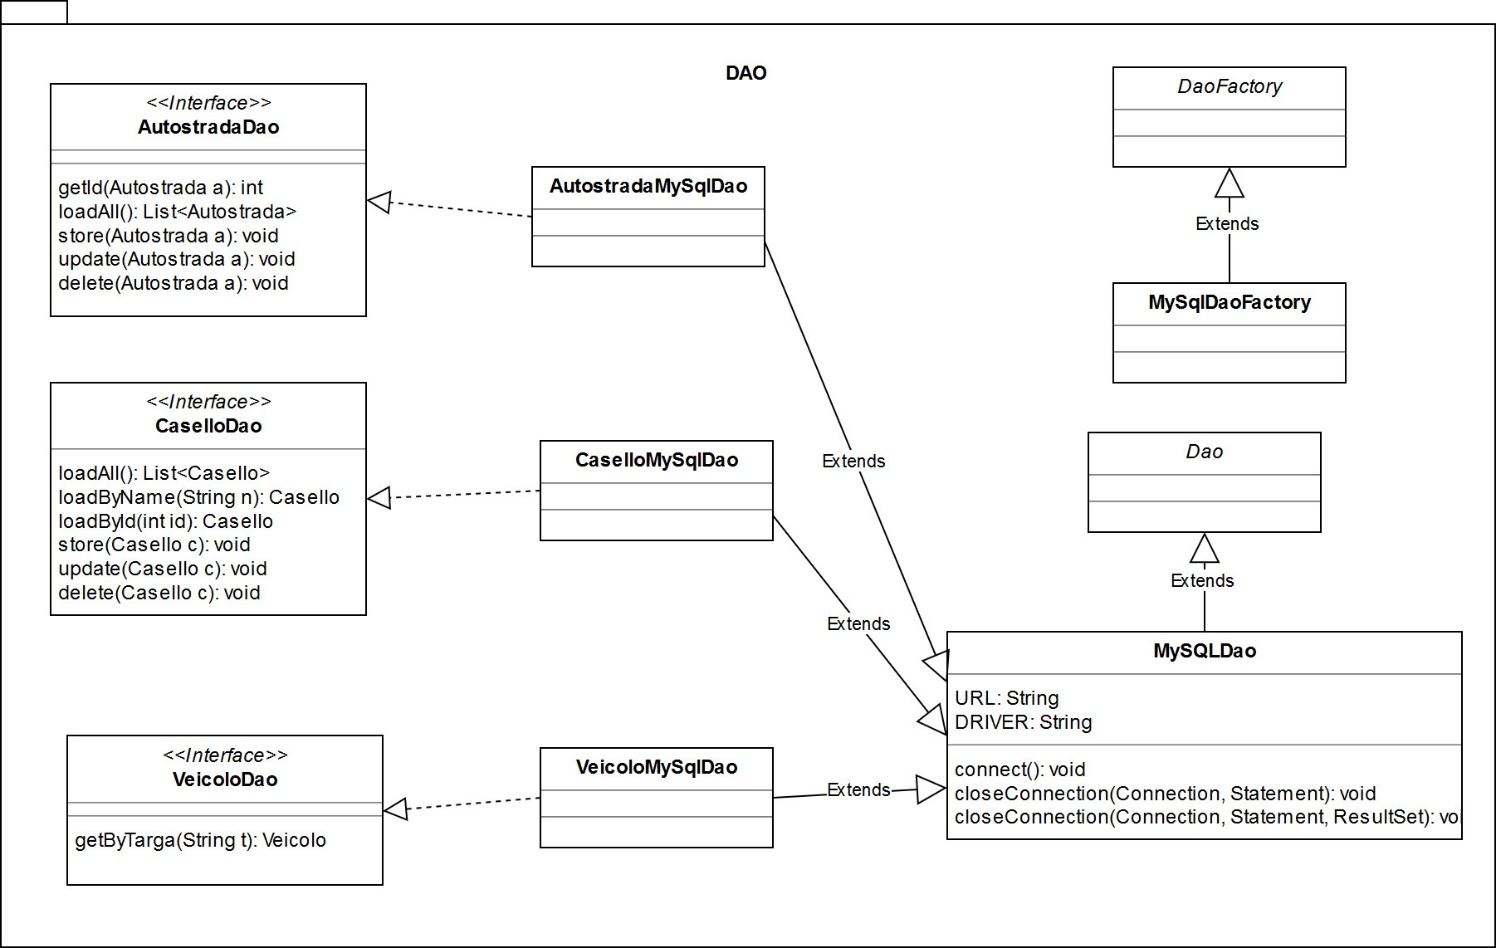 DAO
<<Interface>>
AutostradaDao
getId(Autostrada a): int
loadAll(): List<Autostrada>
store(Autostrada a): void
update(Autostrada a): void
delete(Autostrada a): void
AutostradaMySqlDao
DaoFactory
Extends
MySqlDaoFactory
<<Interface>>
CaselloDao
loadAll(): List<Casello>
loadByName(String n): Casello
loadById(int id): Casello
store(Casello c): void
update(Casello c): void
delete(Casello c): void
CaselloMySqlDao
Extends
Dao
Extends
Extends
MySQLDao
URL: String
DRIVER: String
connect(): void
closeConnection(Connection, Statement): void
closeConnection(Connection, Statement, ResultSet): voi
<<Interface>>
VeicoloDao
getByTarga(String t): Veicolo
VeicoloMySqlDao
Extends